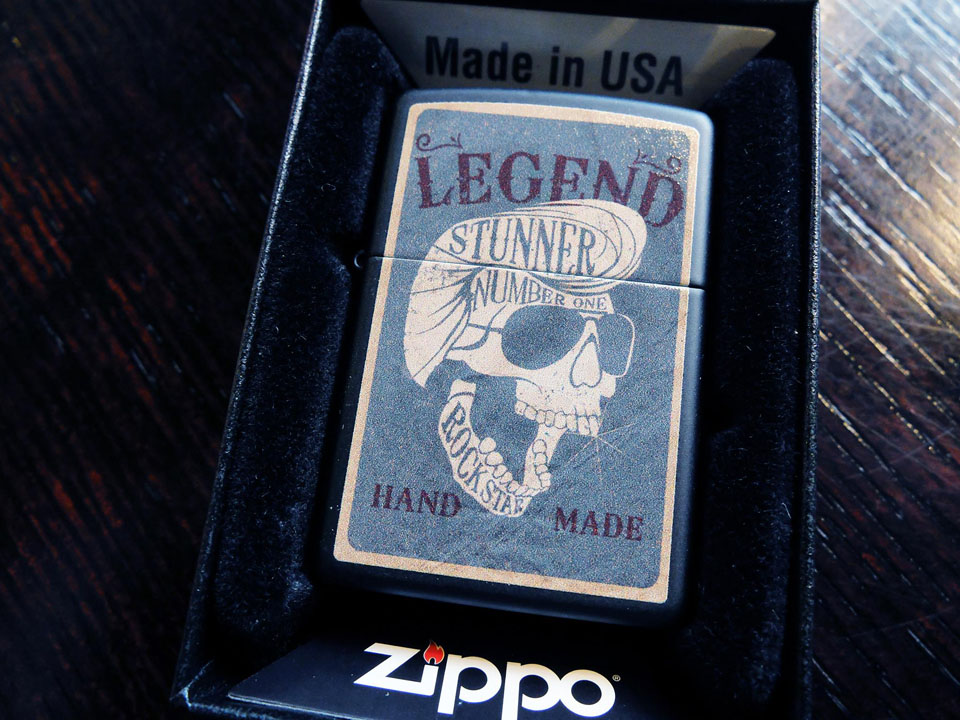 Made in USA
LEGEND
STUNNER
NUMBER ONE
ROCKSTAR
HAND MADE
zippo®